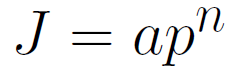 J = ap^n